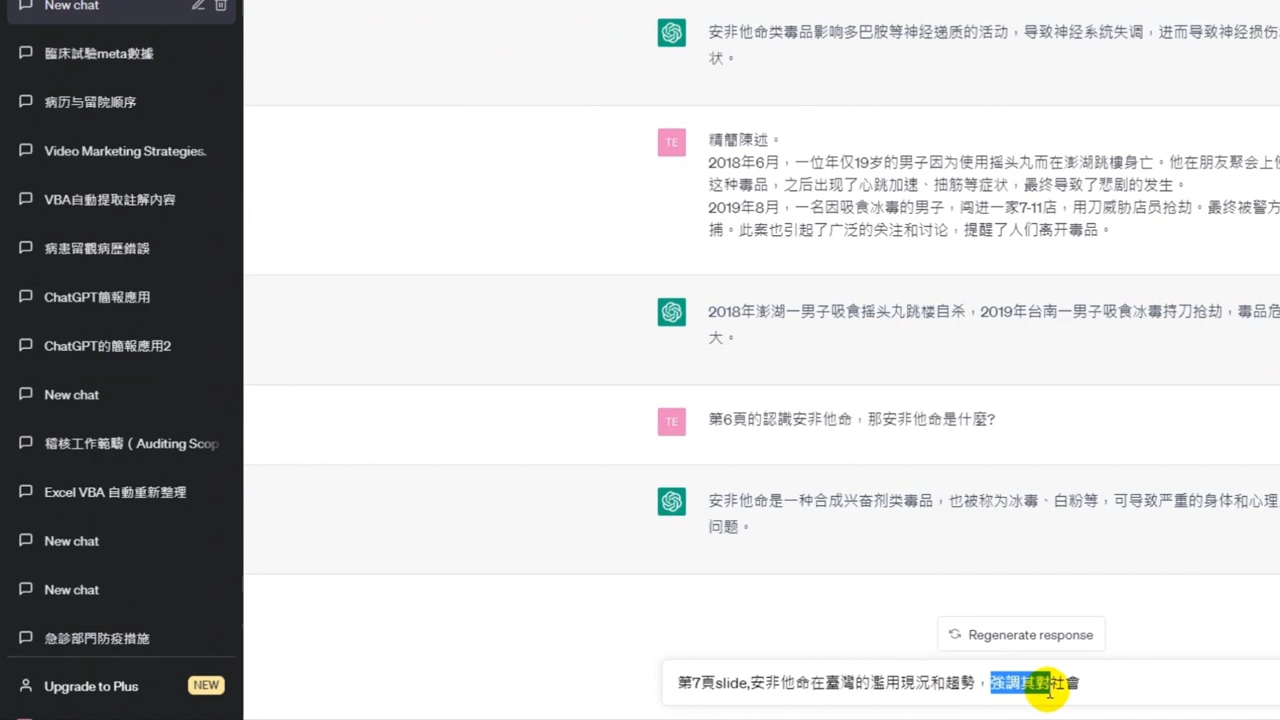 New chat
臨床試驗meta數據
病历与留院顺序
Video Marketing Strategies.
VBA自動提取註解內容
病患留觀病歷錯誤
ChatGPT簡報應用
ChatGPT的簡報應用2
New chat
稽核工作範疇（Auditing Scop
Excel VBA 自動重新整理
New chat
New chat
急診部門防疫措施
Upgrade to Plus
NEW
安非他命类毒品影响多巴胺等神经递质的活动，导致神经系统失调，进而导致神经损伤
状。
TE
精簡陳述。
2018年6月，一位年仅19岁的男子因为使用摇头丸而在澎湖跳樓身亡。他在朋友聚会上使
这种毒品，之后出现了心跳加速、抽筋等症状，最终导致了悲剧的发生。
2019年8月，一名因吸食冰毒的男子，闯进一家7-11店，用刀威胁店员抢劫。最终被警方
捕。此案也引起了广泛的关注和讨论，提醒了人们离开毒品。
2018年澎湖一男子吸食摇头丸跳楼自杀，2019年台南一男子吸食冰毒持刀抢劫，毒品危
大。
TE
第6頁的認識安非他命，那安非他命是什麼?
安非他命是一种合成兴奋剂类毒品，也被称为冰毒、白粉等，可导致严重的身体和心理
问题。
Regenerate response
第7頁slide,安非他命在臺灣的濫用現況和趨勢，強調其對社會